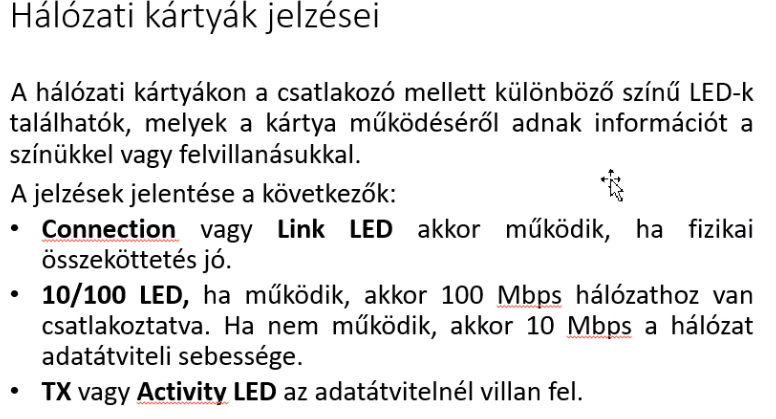 Hálózati kártyák jelzései
A hálózati kártyákon a csatlakozó mellett különböző színű LED-k
találhatók, melyek a kártya működéséről adnak információt a
színükkel vagy felvillanásukkal.
A jelzések jelentése a következők:
• Connection vagy Link LED akkor működik, ha fizikai
összeköttetés jó.
• 10/100 LED, ha működik, akkor 100 Mbps hálózathoz van
csatlakoztatva. Ha nem működik, akkor 10 Mbps a hálózat
adatátviteli sebessége.
• TX vagy Activity LED az adatátvitelnél villan fel.